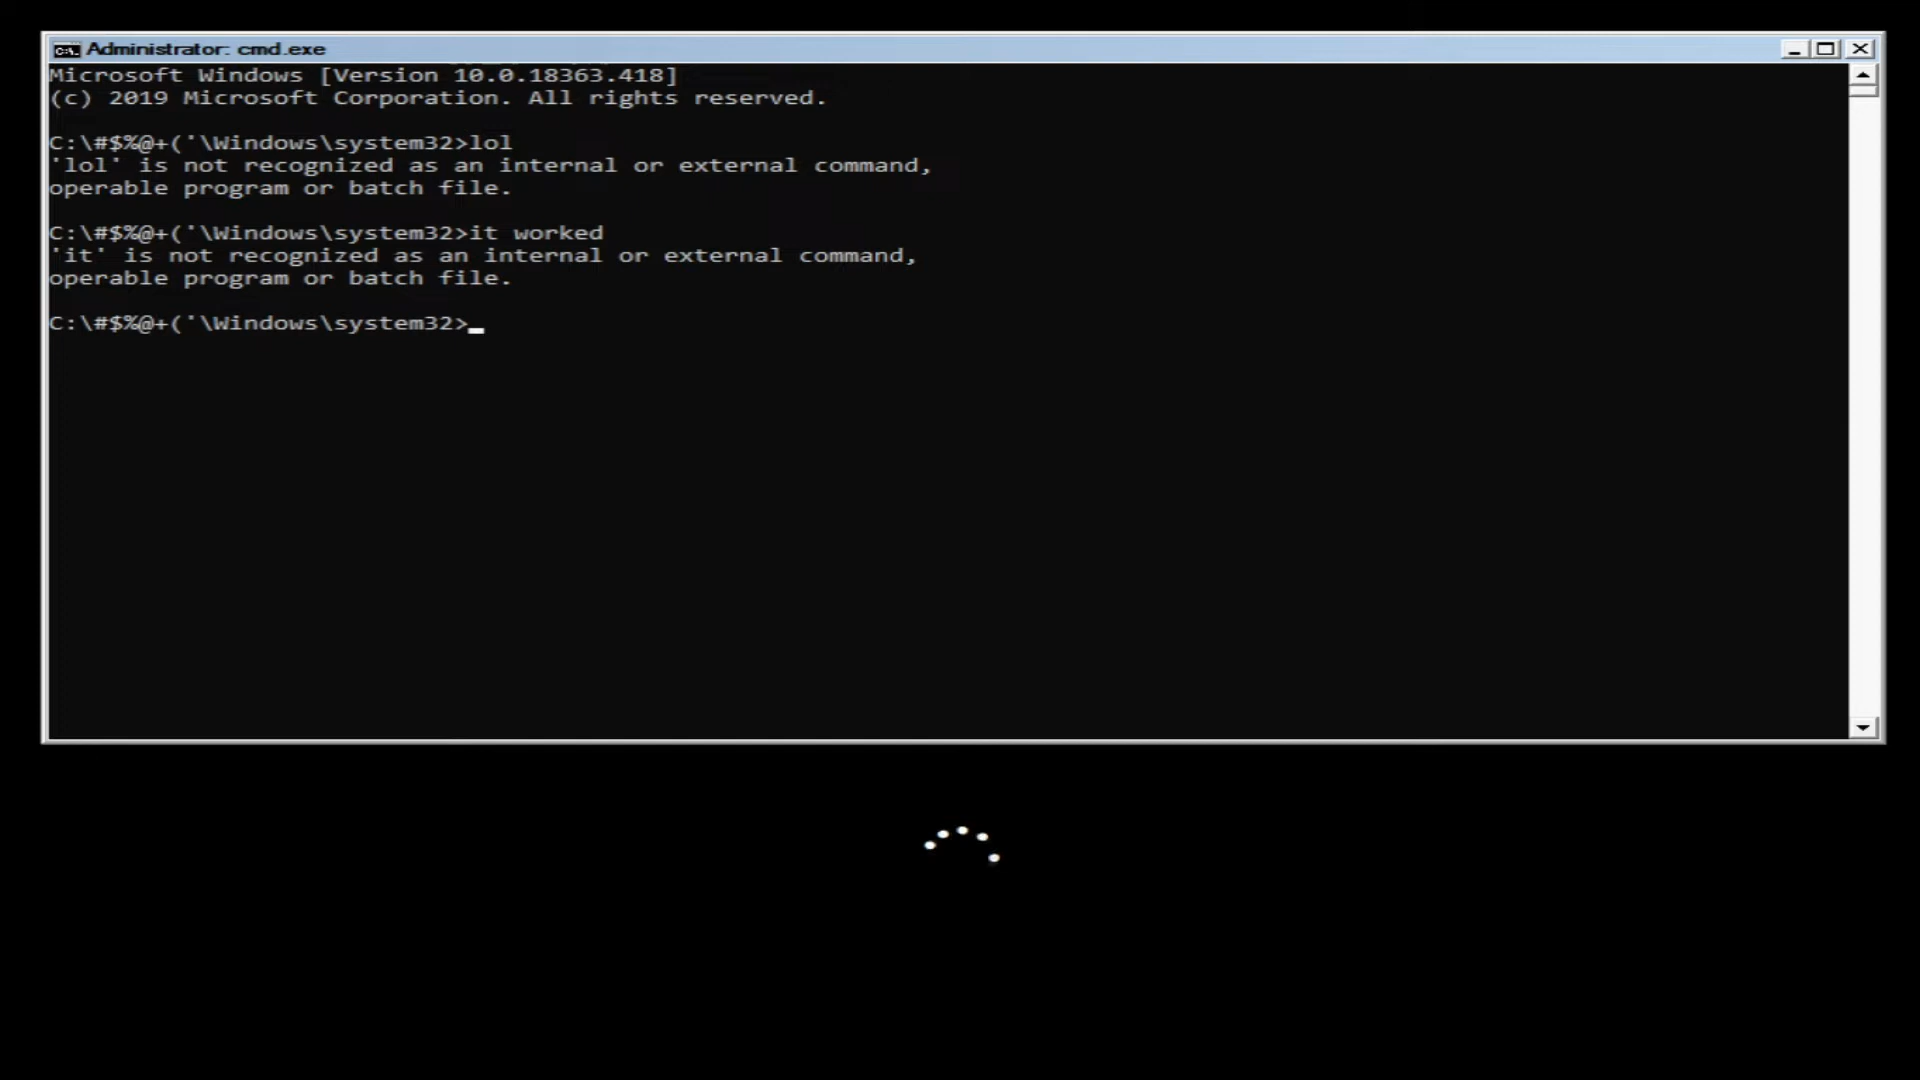 Administrator: cmd.exe
Microsoft Windows [Version 10.0.18363.418]
(c) 2019 Microsoft Corporation. All rights reserved.
C:\#$%@+('\Windows\system32>lol
'lol' is not recognized as an internal or external command,
operable program or batch file.
C:\#$%@+('\Windows\system32>it worked
'it' is not recognized as an internal or external command,
operable program or batch file.
C:\#$%@+('\Windows\system32>